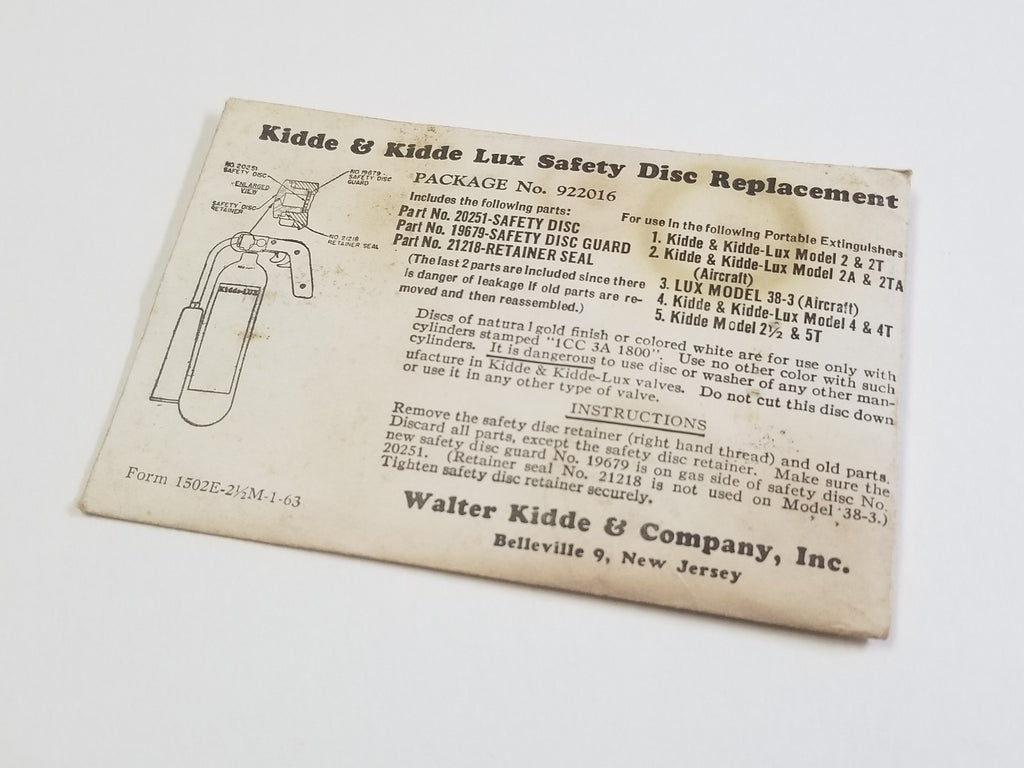 Kidde & Kidde Lux Safety Disc Replacement
NO. 20251
SAFETY DISC
NO. 19679
SAFETY DISC
GUARD
ENLARGED
VIEW
SAFETY DISC
RETAINER
NO. 21218
RETAINER SEAL
Kidde-Lux
PACKAGE No. 922016
Includes the following parts:
Part No. 20251-SAFETY DISC
Part No. 19679-SAFETY DISC GUARD
Part No. 21218-RETAINER SEAL
(The last 2 parts are included since there
is danger of leakage if old parts are re-
moved and then reassembled.)
For use in the following Portable Extinguishers
1. Kidde & Kidde-Lux Model 2 & 2T
2. Kidde & Kidde-Lux Model 2A & 2TA
(Aircraft)
3. LUX MODEL 38-3 (Aircraft)
4. Kidde & Kidde-Lux Model 4 & 4T
5. Kidde Model 2½ & 5T
Discs of natural gold finish or colored white are for use only with
cylinders stamped "1CC 3A 1800". Use no other color with such
cylinders. It is dangerous to use disc or washer of any other man-
ufacture in Kidde & Kidde-Lux valves. Do not cut this disc down
or use it in any other type of valve.
INSTRUCTIONS
Remove the safety disc retainer (right hand thread) and old parts.
Discard all parts, except the safety disc retainer. Make sure the
new safety disc guard No. 19679 is on gas side of safety disc No.
20251. (Retainer seal No. 21218 is not used on Model 38-3.)
Tighten safety disc retainer securely.
Form 1502E-2½M-1-63
Walter Kidde & Company, Inc.
Belleville 9, New Jersey